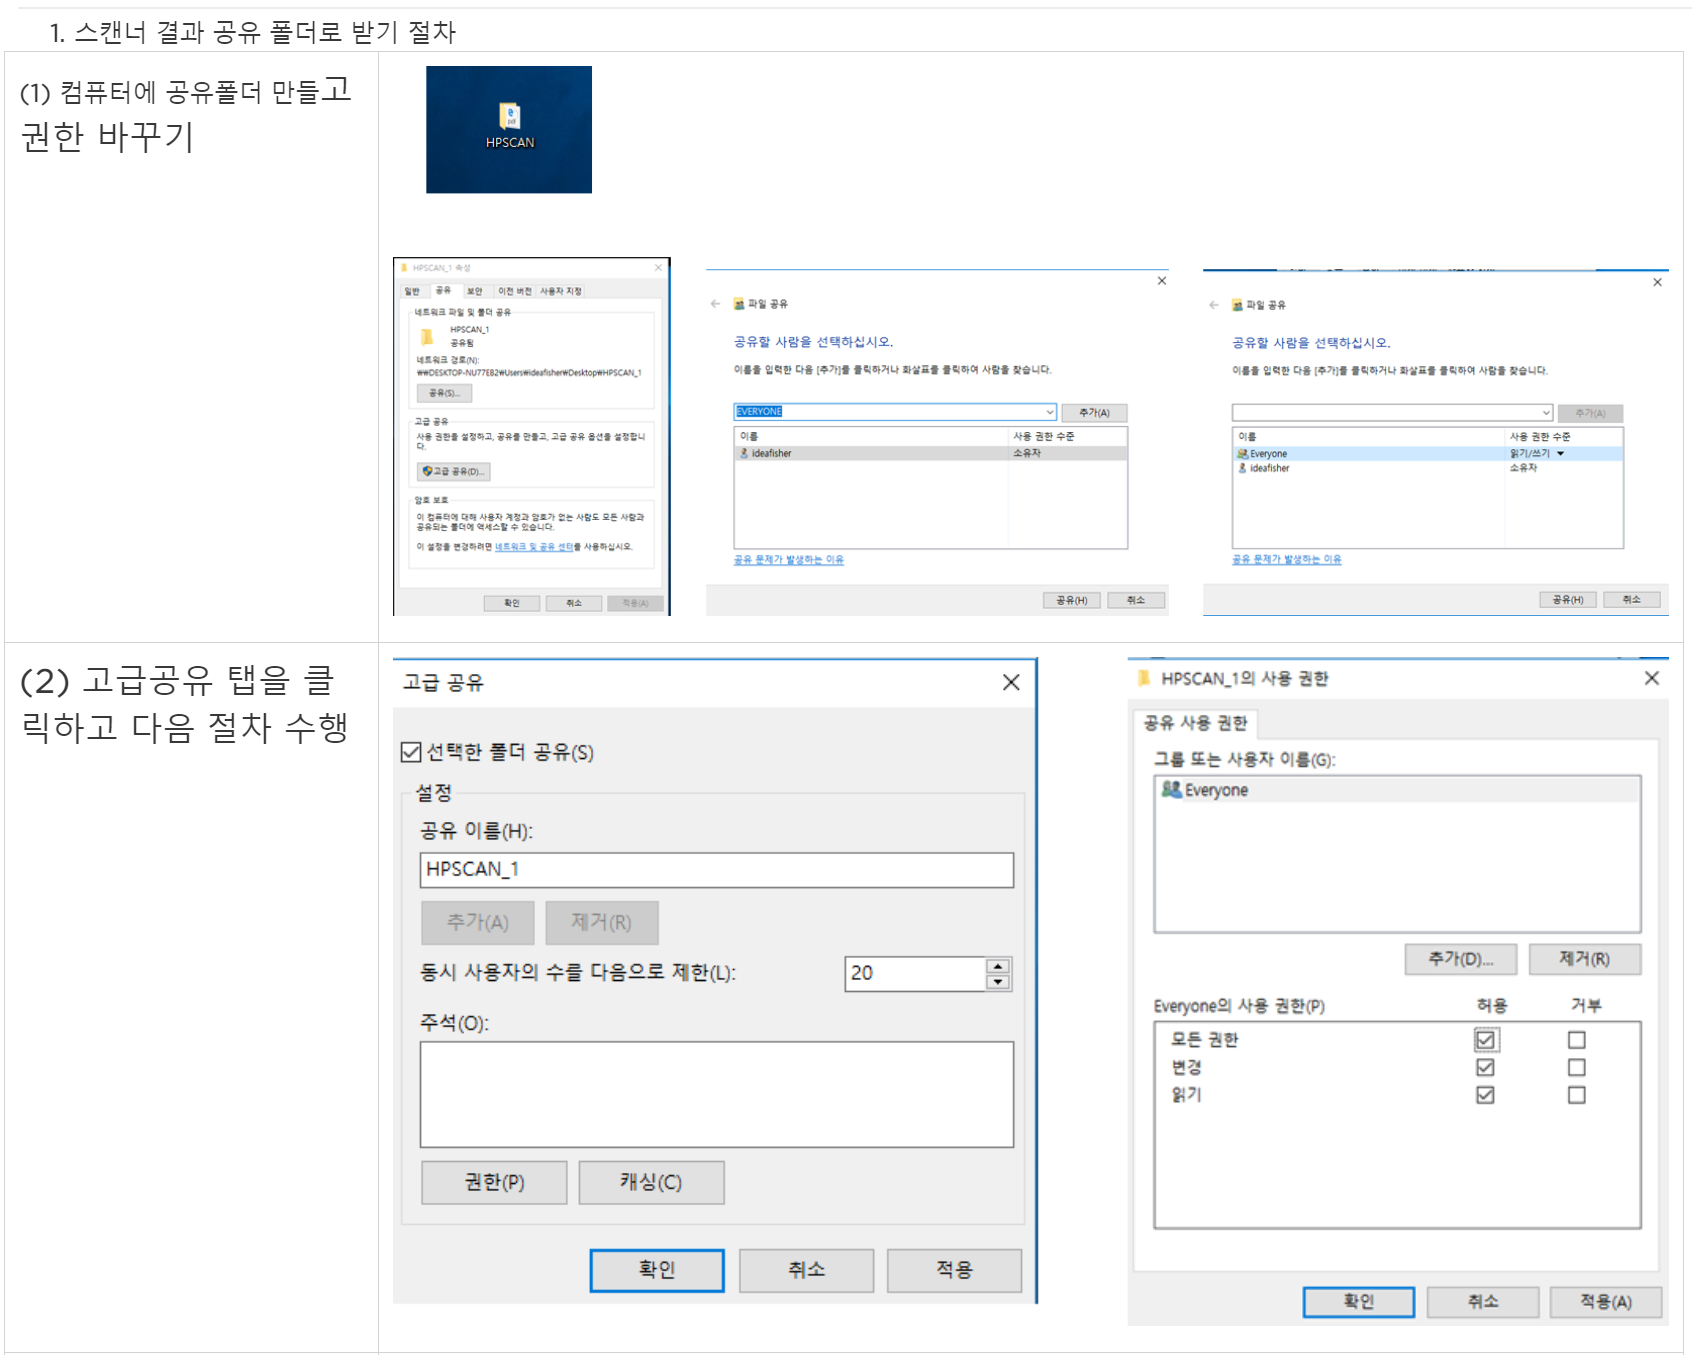 1. 스캔너 결과 공유 폴더로 받기 절차
(1) 컴퓨터에 공유폴더 만들고
권한 바꾸기
HPSCAN
HPSCAN_1 속성
일반 공유 보안 이전 버전 사용자 지정
네트워크 파일 및 폴더 공유
HPSCAN_1
공유됨
네트워크 경로(N):
₩₩DESKTOP-NU77E82₩Users₩ideafisher₩Desktop₩HPSCAN_1
공유(S)...
고급 공유
사용 권한을 설정하고, 공유를 만들고, 고급 공유 옵션을 설정합니
다.
고급 공유(D)...
암호 보호
이 컴퓨터에 대해 사용자 계정과 암호가 없는 사람도 모든 사람과
공유되는 폴더에 액세스할 수 있습니다.
이 설정을 변경하려면 네트워크 및 공유 센터를 사용하십시오.
확인 취소 적용(A)
파일 공유
공유할 사람을 선택하십시오.
이름을 입력한 다음 [추가]를 클릭하거나 화살표를 클릭하여 사람을 찾습니다.
EVERYONE 추가(A)
이름 사용 권한 수준
ideafisher 소유자
공유 문제가 발생하는 이유
공유(H) 취소
파일 공유
공유할 사람을 선택하십시오.
이름을 입력한 다음 [추가]를 클릭하거나 화살표를 클릭하여 사람을 찾습니다.
추가(A)
이름 사용 권한 수준
Everyone 읽기/쓰기
ideafisher 소유자
공유 문제가 발생하는 이유
공유(H) 취소
(2) 고급공유 탭을 클
릭하고 다음 절차 수행
고급 공유
선택한 폴더 공유(S)
설정
공유 이름(H):
HPSCAN_1
추가(A) 제거(R)
동시 사용자의 수를 다음으로 제한(L): 20
주석(O):
권한(P) 캐싱(C)
확인 취소 적용
HPSCAN_1의 사용 권한
공유 사용 권한
그룹 또는 사용자 이름(G):
Everyone
추가(D)... 제거(R)
Everyone의 사용 권한(P) 허용 거부
모든 권한
변경
읽기
확인 취소 적용(A)